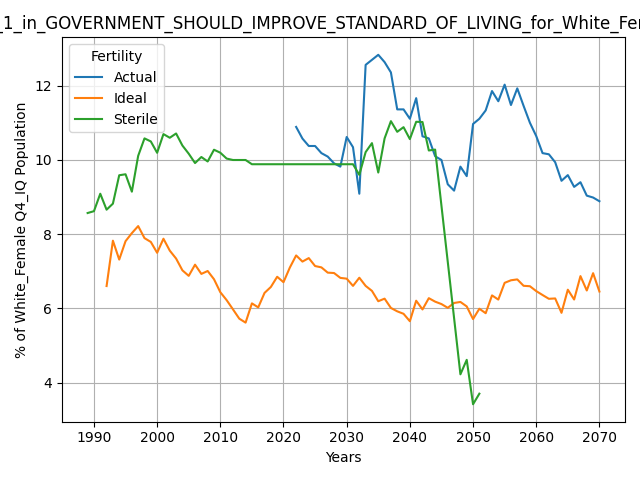 _1_in_GOVERNMENT_SHOULD_IMPROVE_STANDARD_OF_LIVING_for_White_Fe
Fertility
Actual
Ideal
Sterile
% of White_Female Q4_IQ Population
12
10
8
6
4
1990 2000 2010 2020 2030 2040 2050 2060 2070
Years